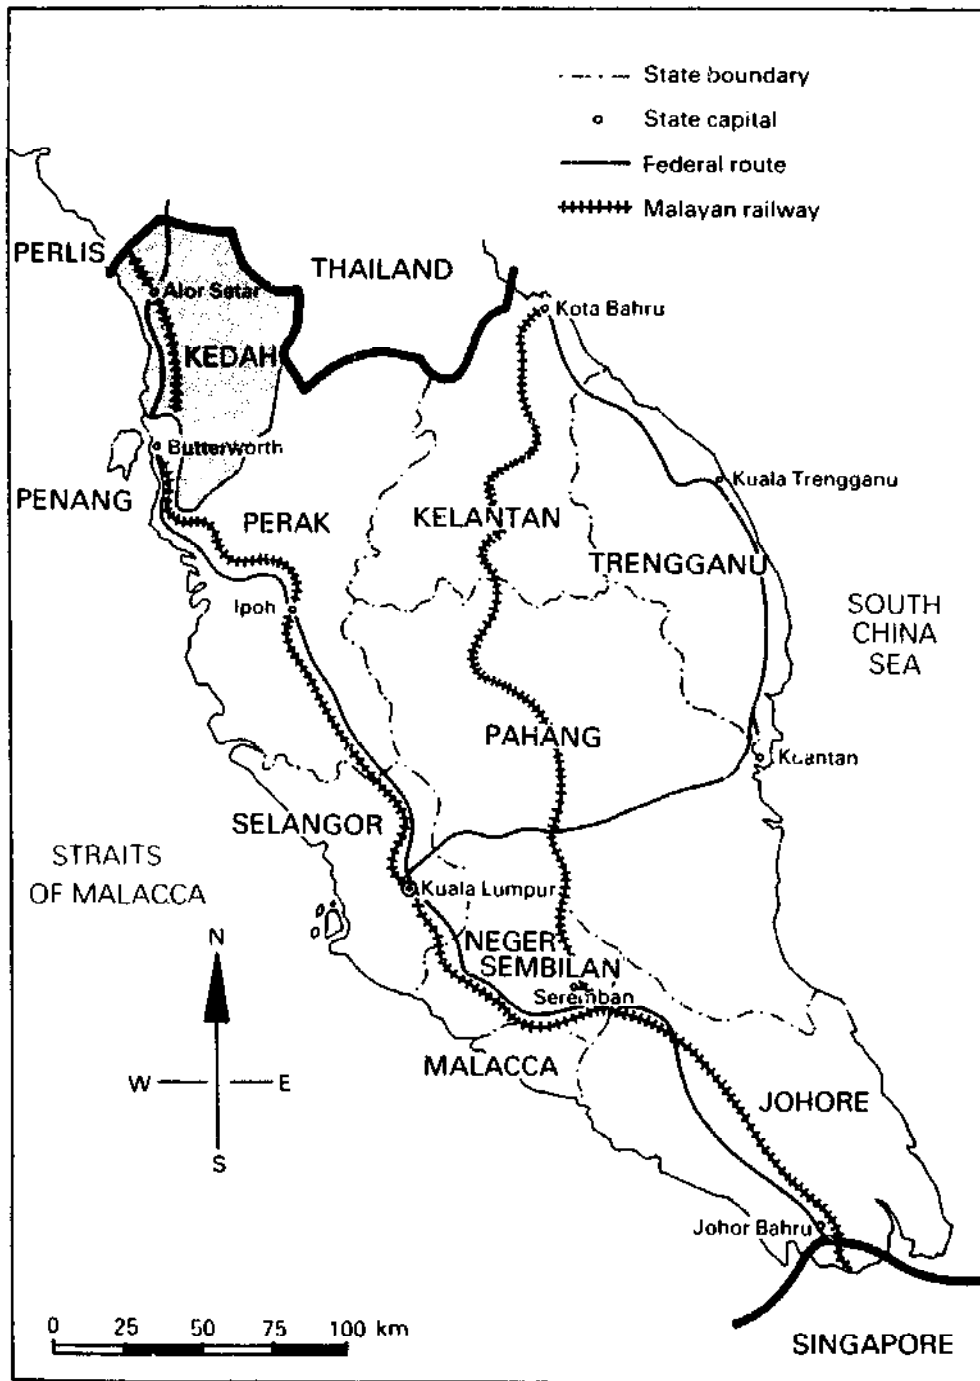 State boundary
State capital
Federal route
Malayan railway
PERLIS
THAILAND
Alor Setar
Kota Bahru
KEDAH
Butterworth
Kuala Trengganu
PENANG
PERAK
KELANTAN
TRENGGANU
Ipoh
SOUTH
CHINA
SEA
PAHANG
Kuantan
SELANGOR
STRAITS
OF MALACCA
Kuala Lumpur
N
NEGER
SEMBILAN
Seremban
MALACCA
W
E
JOHORE
S
Johor Bahru
0 25 50 75 100 km
SINGAPORE